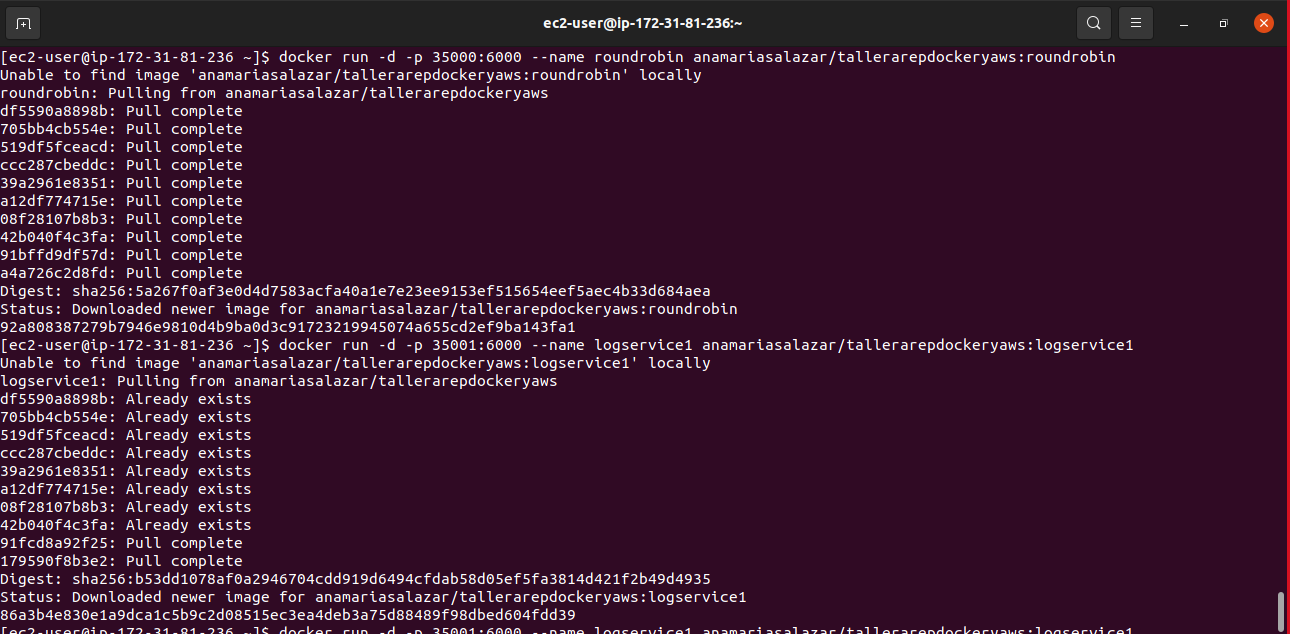 ec2-user@ip-172-31-81-236:~
[ec2-user@ip-172-31-81-236 ~]$ docker run -d -p 35000:6000 --name roundrobin anamariasalazar/tallerarepdockeryaws:roundrobin
Unable to find image 'anamariasalazar/tallerarepdockeryaws:roundrobin' locally
roundrobin: Pulling from anamariasalazar/tallerarepdockeryaws
df5590a8898b: Pull complete
705bb4cb554e: Pull complete
519df5fceacd: Pull complete
ccc287cbeddc: Pull complete
39a2961e8351: Pull complete
a12df774715e: Pull complete
08f28107b8b3: Pull complete
42b040f4c3fa: Pull complete
91bffd9df57d: Pull complete
a4a726c2d8fd: Pull complete
Digest: sha256:5a267f0af3e0d4d7583acfa40a1e7e23ee9153ef515654eef5aec4b33d684aea
Status: Downloaded newer image for anamariasalazar/tallerarepdockeryaws:roundrobin
92a808387279b7946e9810d4b9ba0d3c91723219945074a655cd2ef9ba143fa1
[ec2-user@ip-172-31-81-236 ~]$ docker run -d -p 35001:6000 --name logservice1 anamariasalazar/tallerarepdockeryaws:logservice1
Unable to find image 'anamariasalazar/tallerarepdockeryaws:logservice1' locally
logservice1: Pulling from anamariasalazar/tallerarepdockeryaws
df5590a8898b: Already exists
705bb4cb554e: Already exists
519df5fceacd: Already exists
ccc287cbeddc: Already exists
39a2961e8351: Already exists
a12df774715e: Already exists
08f28107b8b3: Already exists
42b040f4c3fa: Already exists
91fcd8a92f25: Pull complete
179590f8b3e2: Pull complete
Digest: sha256:b53dd1078af0a2946704cdd919d6494cfdab58d05ef5fa3814d421f2b49d4935
Status: Downloaded newer image for anamariasalazar/tallerarepdockeryaws:logservice1
86a3b4e830e1a9dca1c5b9c2d08515ec3ea4deb3a75d88489f98dbed604fdd39
[ec2-user@ip-172-31-81-236 ~]$ docker run -d -p 35001:6000 --name logservice1 anamariasalazar/tallerarepdockeryaws:logservice1